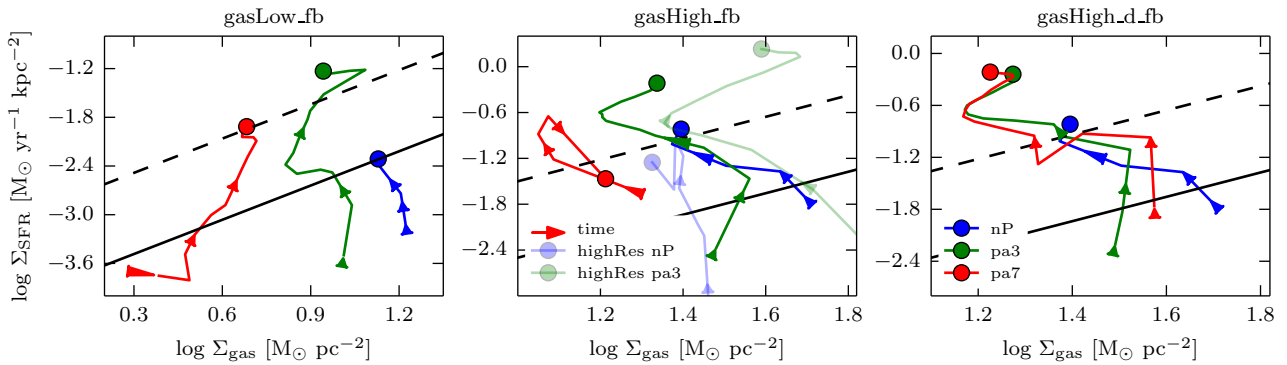 gasLow_fb
gasHigh_fb
gasHigh_d_fb
log Σ_SFR [M⊙ yr⁻¹ kpc⁻²]
−1.2
−1.8
−2.4
−3.0
−3.6
0.3 0.6 0.9 1.2
log Σ_gas [M⊙ pc⁻²]
0.0
−0.6
−1.2
−1.8
−2.4
time
highRes nP
highRes pa3
1.2 1.4 1.6 1.8
log Σ_gas [M⊙ pc⁻²]
0.0
−0.6
−1.2
−1.8
−2.4
nP
pa3
pa7
1.2 1.4 1.6 1.8
log Σ_gas [M⊙ pc⁻²]